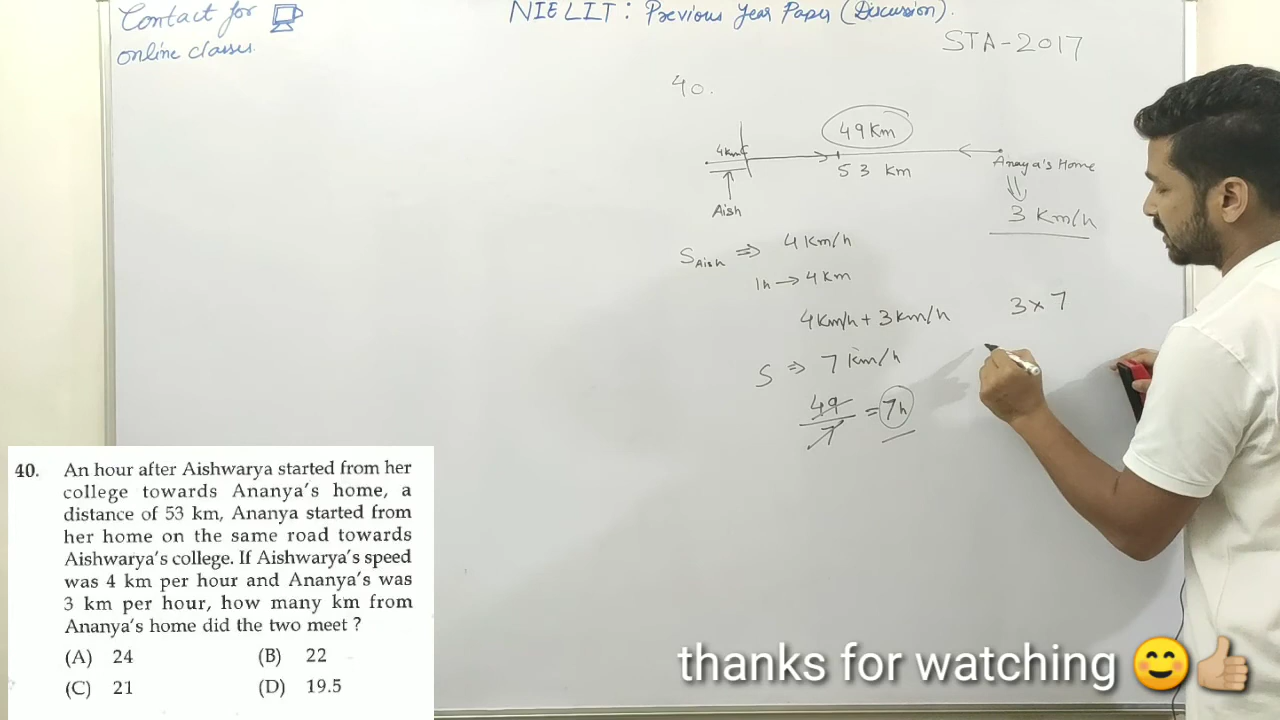 Contact for
online classes.
NIELIT : Previous Year Paper (Discussion).
STA-2017
40.
49 Km
4 Km
53 Km
Anaya's Home
Aish
3 Km/h
S Aish ⇒ 4 Km/h
1h → 4 Km
4 Km/h + 3 Km/h
3 × 7
S ⇒ 7 Km/h
49/7 = 7h
40. An hour after Aishwarya started from her
college towards Ananya's home, a
distance of 53 km, Ananya started from
her home on the same road towards
Aishwarya's college. If Aishwarya's speed
was 4 km per hour and Ananya's was
3 km per hour, how many km from
Ananya's home did the two meet ?
(A) 24 (B) 22
(C) 21 (D) 19.5
thanks for watching 😊👍🏽